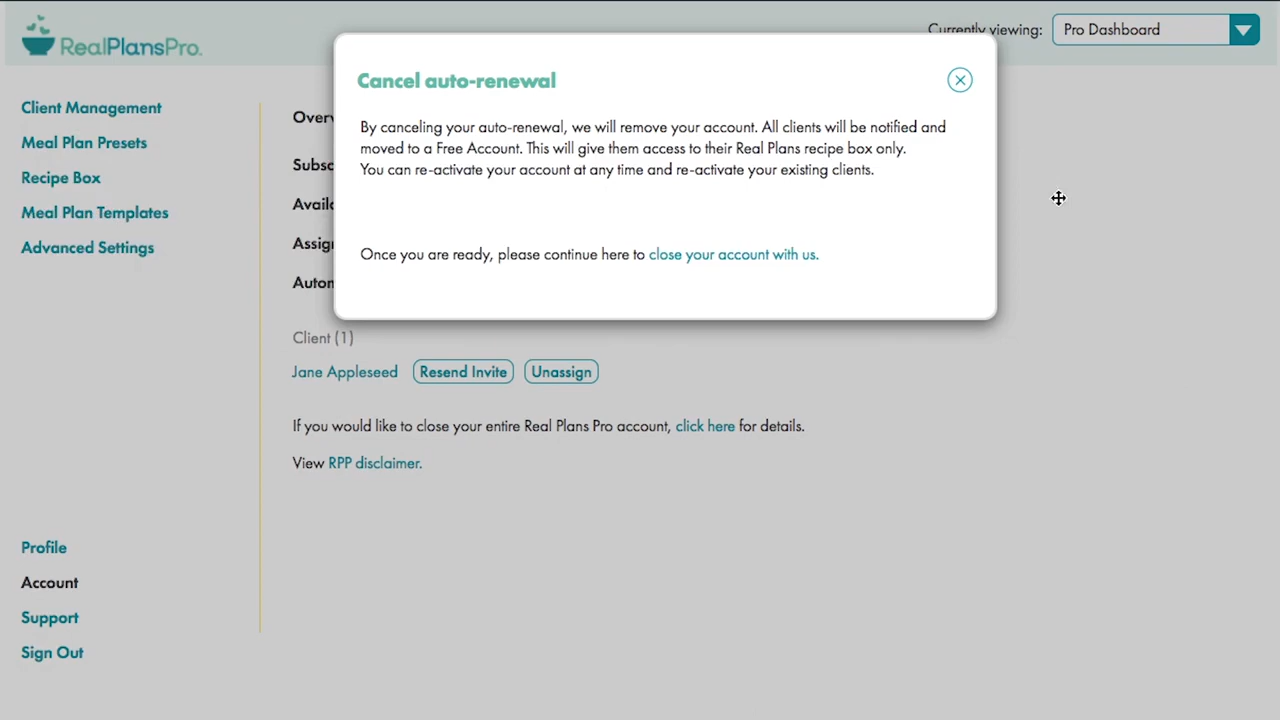 RealPlansPro.
Currently viewing:
Pro Dashboard
Cancel auto-renewal
By canceling your auto-renewal, we will remove your account. All clients will be notified and
moved to a Free Account. This will give them access to their Real Plans recipe box only.
You can re-activate your account at any time and re-activate your existing clients.
Once you are ready, please continue here to close your account with us.
Client Management
Meal Plan Presets
Recipe Box
Meal Plan Templates
Advanced Settings
Client (1)
Jane Appleseed Resend Invite Unassign
If you would like to close your entire Real Plans Pro account, click here for details.
View RPP disclaimer.
Profile
Account
Support
Sign Out